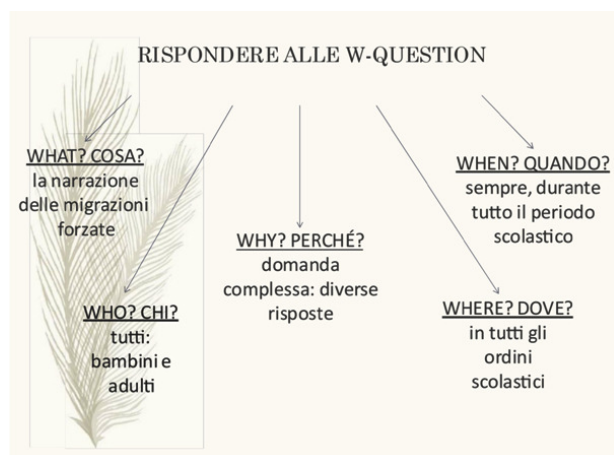 RISPONDERE ALLE W-QUESTION
WHAT? COSA?
la narrazione
delle migrazioni
forzate
WHO? CHI?
tutti:
bambini e
adulti
WHY? PERCHÉ?
domanda
complessa: diverse
risposte
WHERE? DOVE?
in tutti gli
ordini
scolastici
WHEN? QUANDO?
sempre, durante
tutto il periodo
scolastico